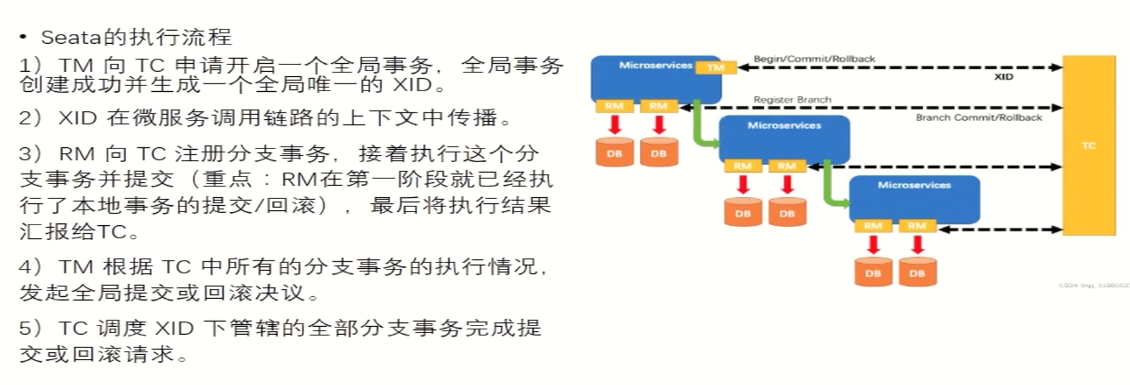 • Seata的执行流程
1）TM 向 TC 申请开启一个全局事务，全局事务
创建成功并生成一个全局唯一的 XID。
2）XID 在微服务调用链路的上下文中传播。
3）RM 向 TC 注册分支事务，接着执行这个分
支事务并提交（重点：RM在第一阶段就已经执
行了本地事务的提交/回滚），最后将执行结果
汇报给TC。
4）TM 根据 TC 中所有的分支事务的执行情况，
发起全局提交或回滚决议。
5）TC 调度 XID 下管辖的全部分支事务完成提
交或回滚请求。
Microservices
TM
Begin/Commit/Rollback
XID
RM
RM
Register Branch
Branch Commit/Rollback
DB
DB
Microservices
TC
RM
RM
DB
DB
Microservices
RM
RM
DB
DB